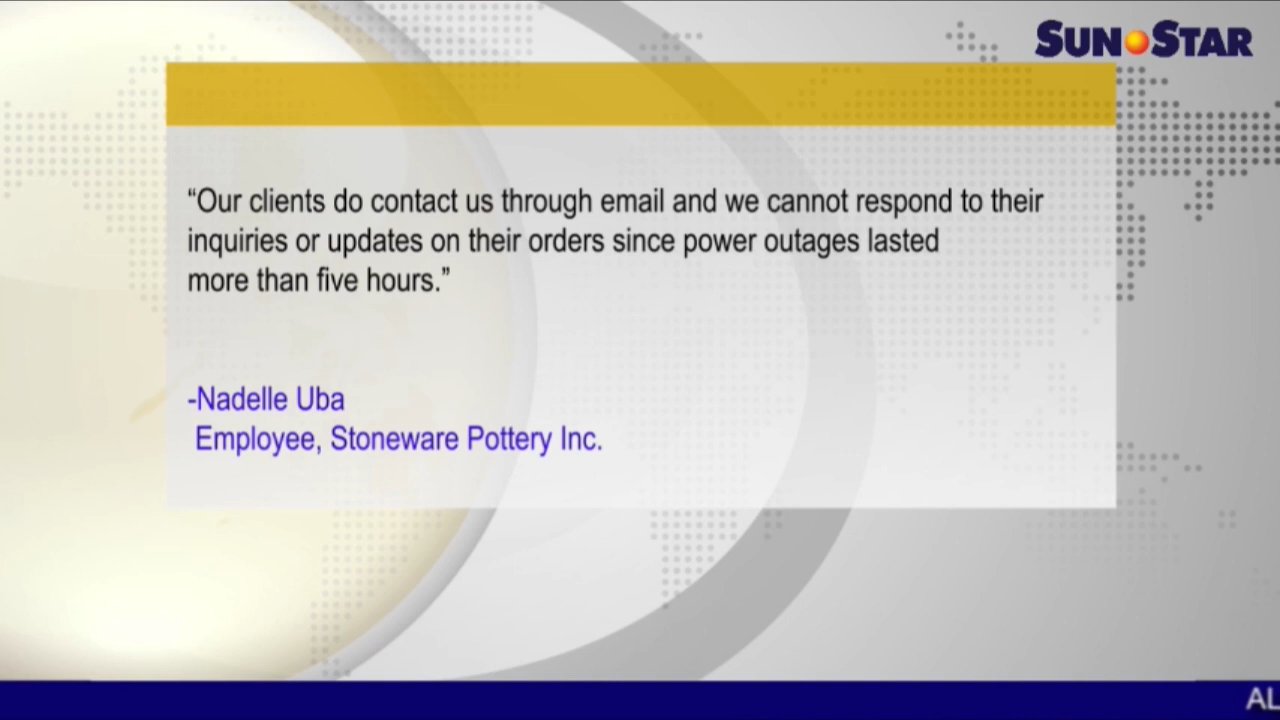 SUN STAR
“Our clients do contact us through email and we cannot respond to their
inquiries or updates on their orders since power outages lasted
more than five hours.”
-Nadelle Uba
Employee, Stoneware Pottery Inc.
AL